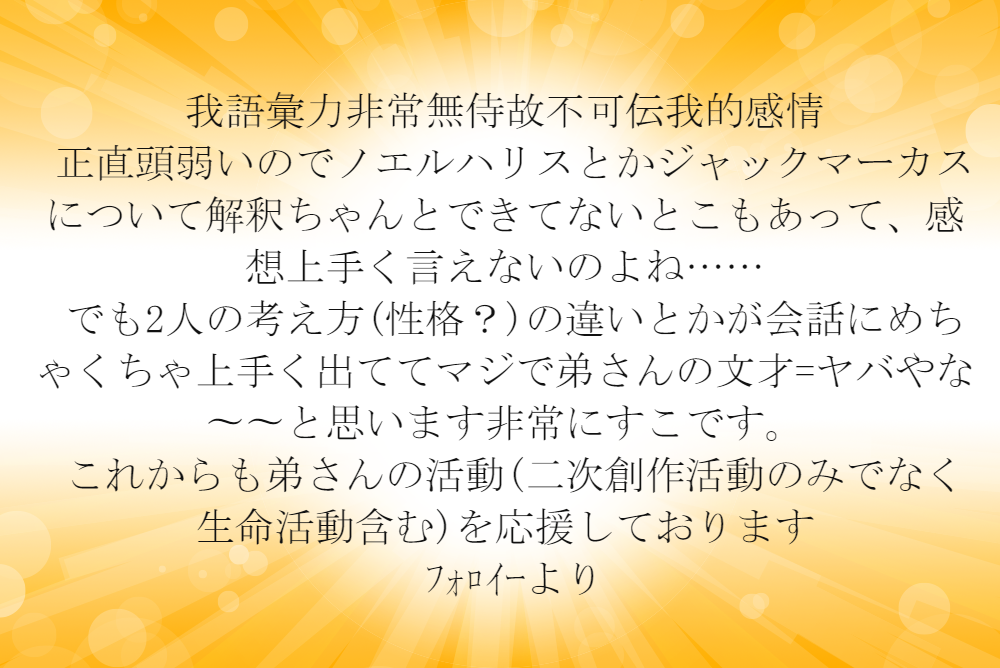 我語彙力非常無侍故不可伝我的感情
正直頭弱いのでノエルハリスとかジャックマーカス
について解釈ちゃんとできてないとこもあって、感
想上手く言えないのよね……
でも2人の考え方(性格？)の違いとかが会話にめち
ゃくちゃ上手く出ててマジで弟さんの文才=ヤバやな
～～と思います非常にすこです。
これからも弟さんの活動(二次創作活動のみでなく
生命活動含む)を応援しております
ﾌｫﾛｲｰより